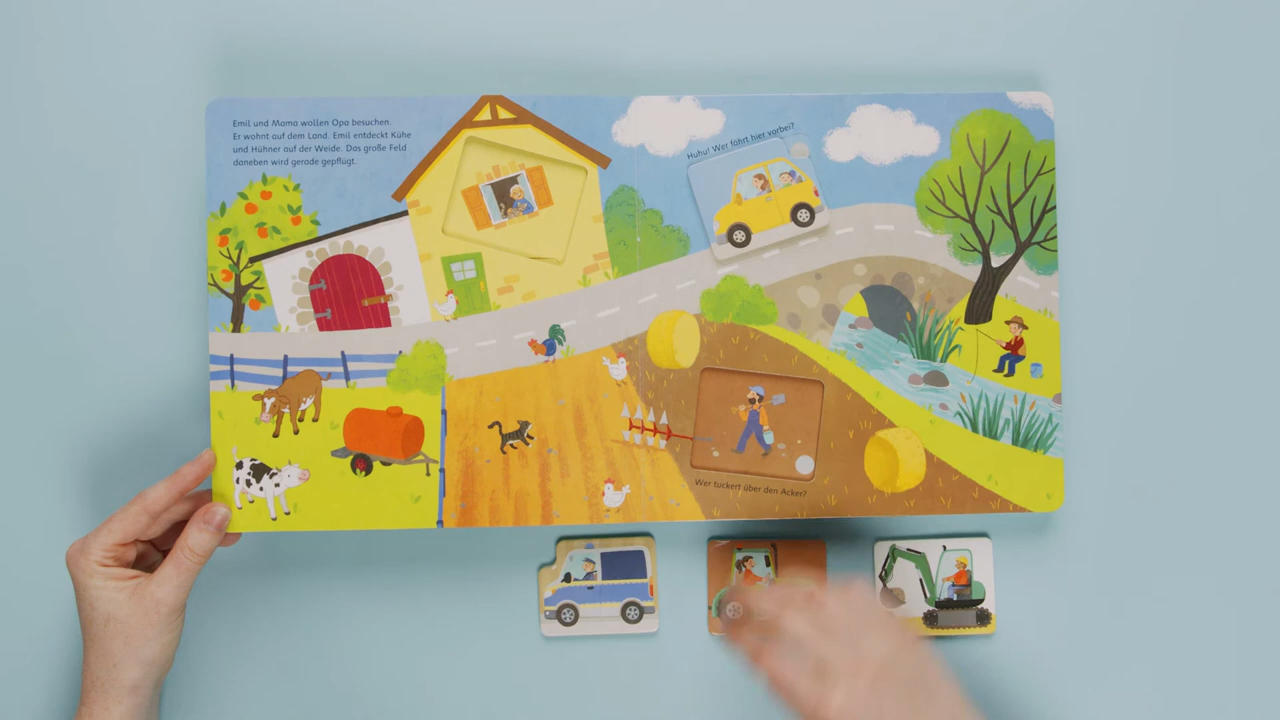 Emil und Mama wollen Opa besuchen.
Er wohnt auf dem Land. Emil entdeckt Kühe
und Hühner auf der Weide. Das große Feld
daneben wird gerade gepflügt.
Huhu! Wer fährt hier vorbei?
Wer tuckert über den Acker?